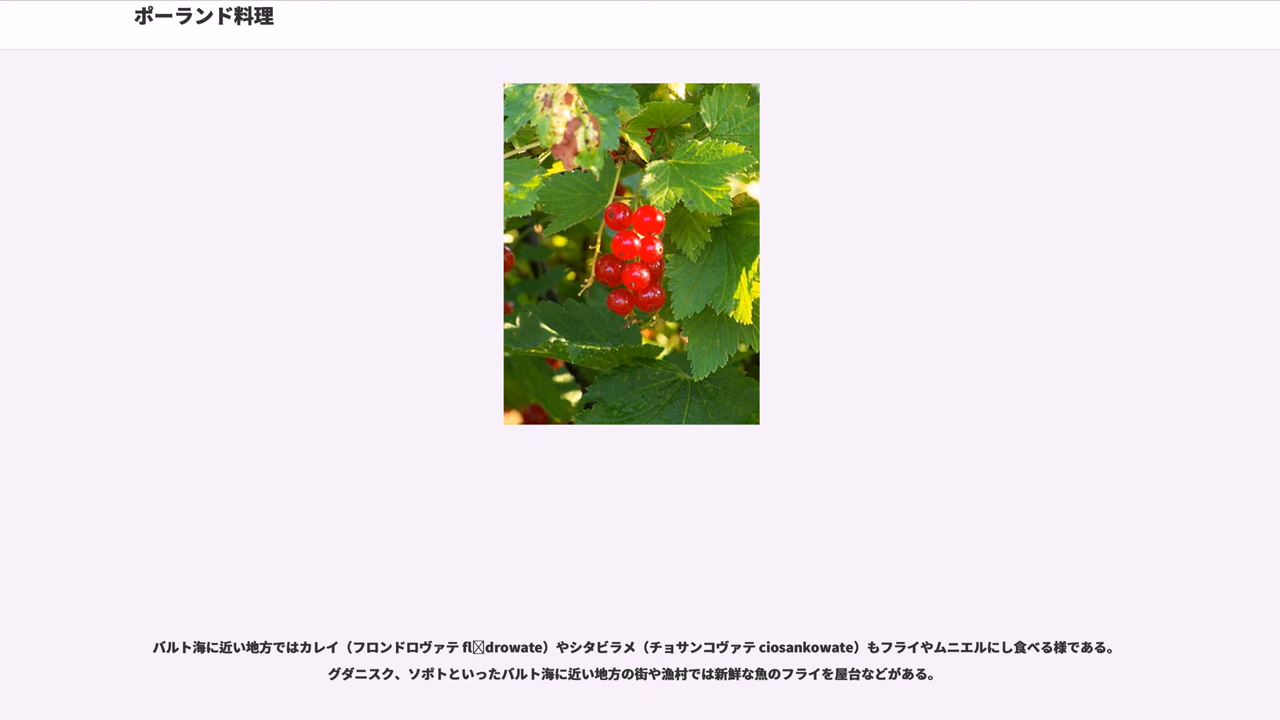 ポーランド料理
バルト海に近い地方ではカレイ（フロンドロヴァテ fl□drowate）やシタビラメ（チョサンコヴァテ ciosankowate）もフライやムニエルにし食べる様である。
グダニスク、ソポトといったバルト海に近い地方の街や漁村では新鮮な魚のフライを屋台などがある。